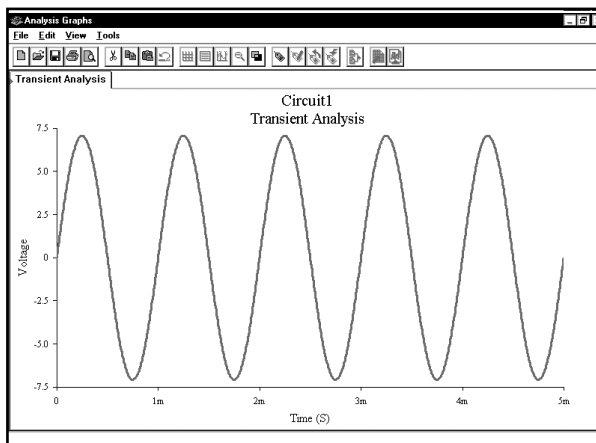 Analysis Graphs
File Edit View Tools
Transient Analysis
Circuit1
Transient Analysis
7.5
5.0
2.5
0
-2.5
-5.0
-7.5
Voltage
0 1m 2m 3m 4m 5m
Time (S)